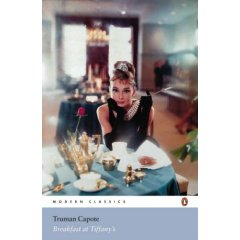 MODERN CLASSICS
Truman Capote
Breakfast at Tiffany's